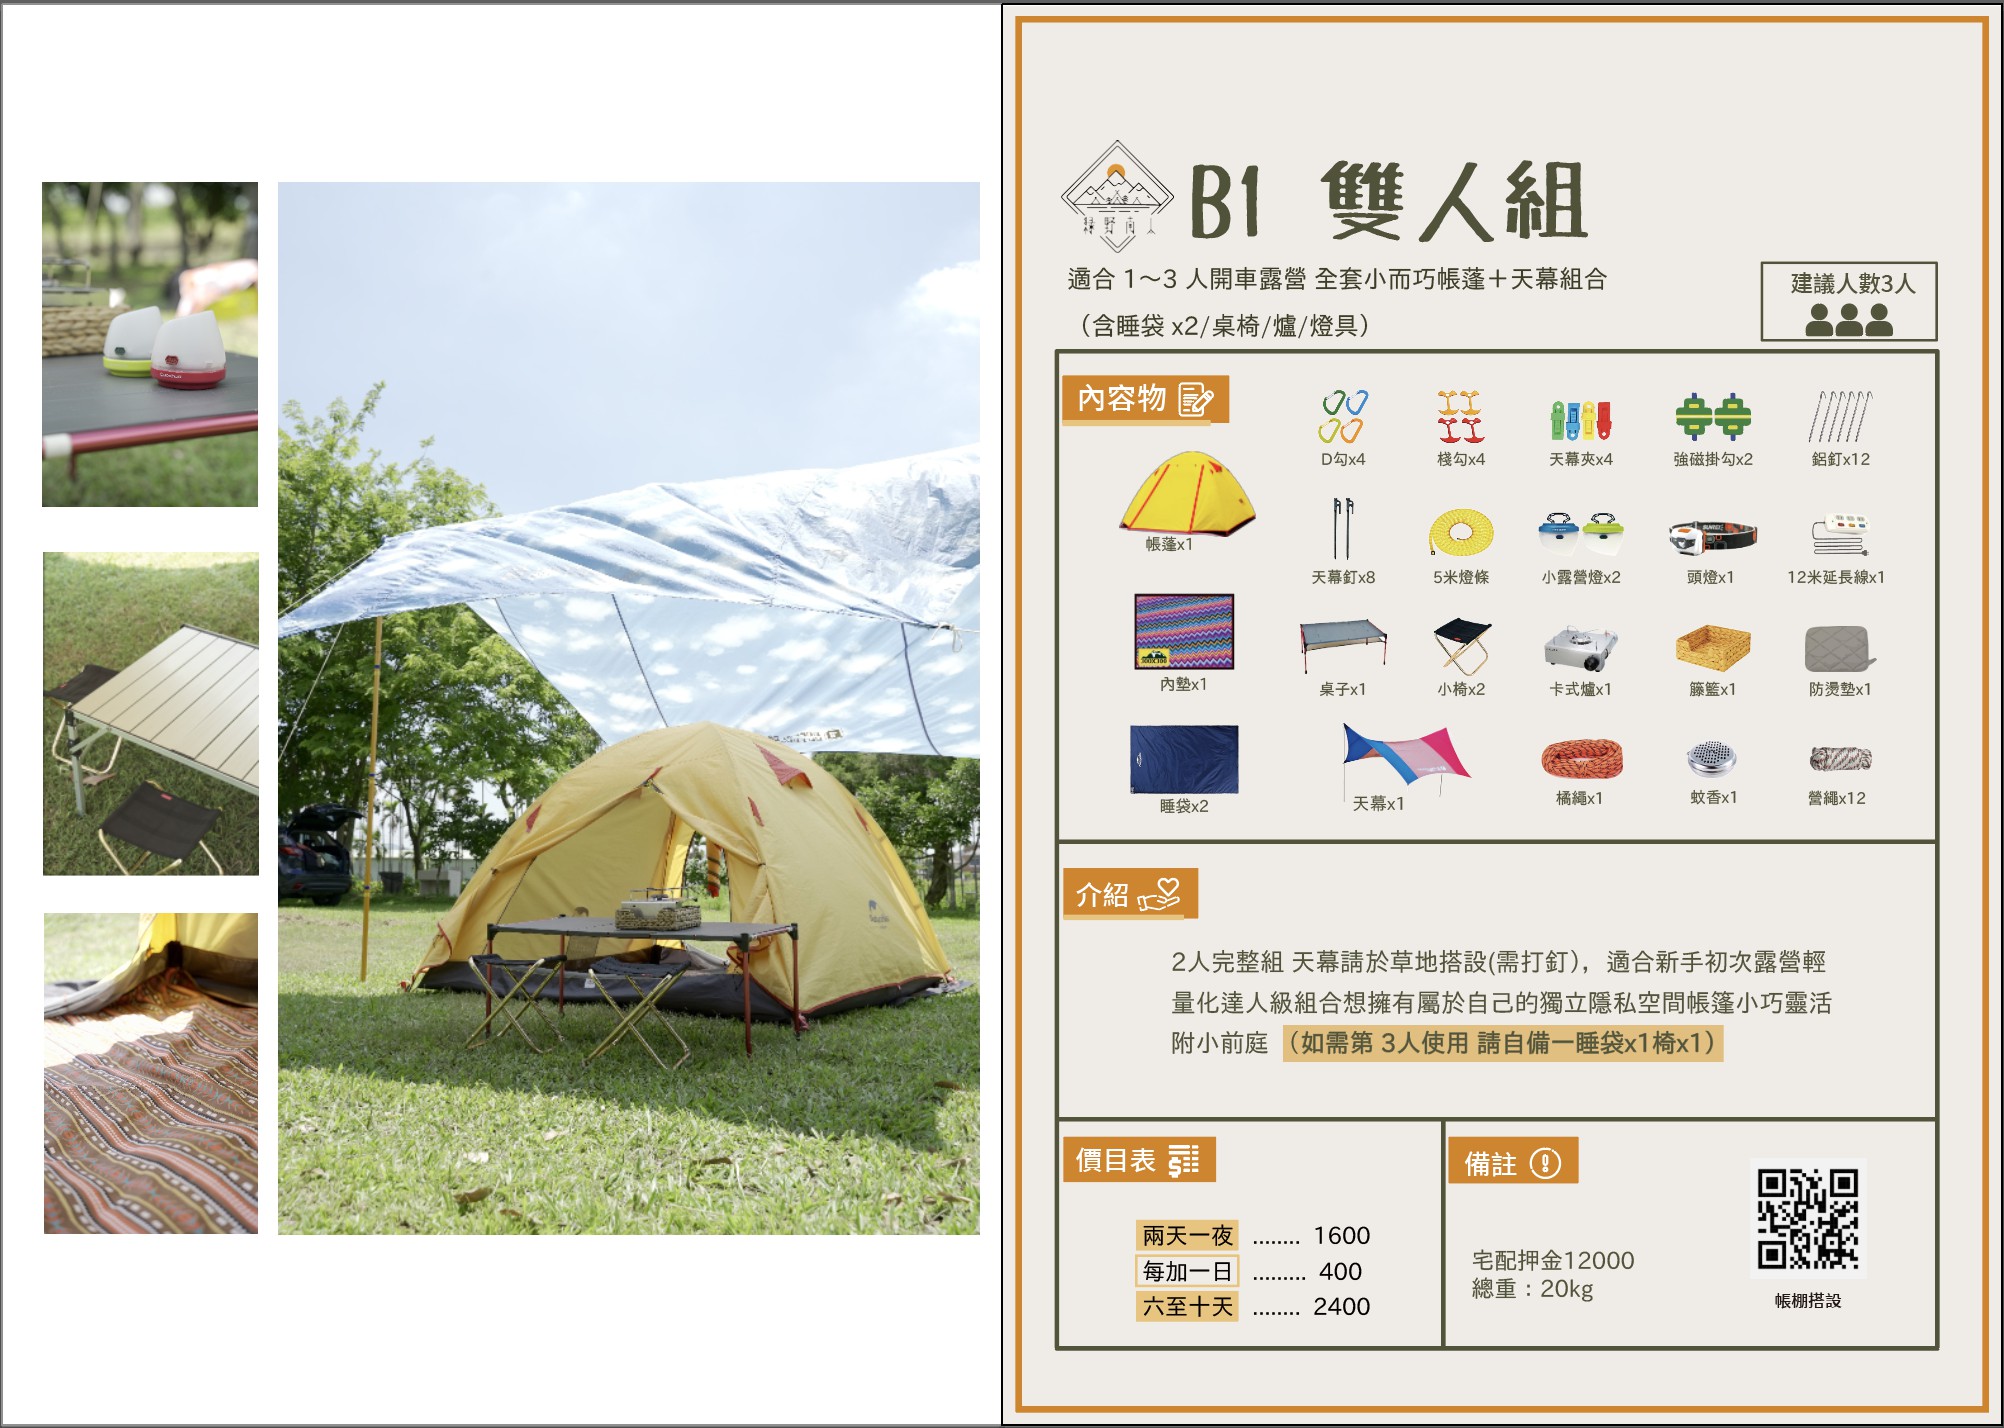 綠野南人
B1 雙人組
適合 1～3 人開車露營 全套小而巧帳蓬＋天幕組合
（含睡袋 x2/桌椅/爐/燈具）
建議人數3人
內容物
D勾x4
棧勾x4
天幕夾x4
強磁掛勾x2
鋁釘x12
帳蓬x1
天幕釘x8
5米燈條
小露營燈x2
頭燈x1
12米延長線x1
內墊x1
桌子x1
小椅x2
卡式爐x1
籐籃x1
防燙墊x1
睡袋x2
天幕x1
橘繩x1
蚊香x1
營繩x12
介紹
2人完整組 天幕請於草地搭設(需打釘），適合新手初次露營輕
量化達人級組合想擁有屬於自己的獨立隱私空間帳篷小巧靈活
附小前庭 （如需第 3人使用 請自備一睡袋x1椅x1）
價目表
兩天一夜 ........ 1600
每加一日 ......... 400
六至十天 ........ 2400
備註
宅配押金12000
總重：20kg
帳棚搭設